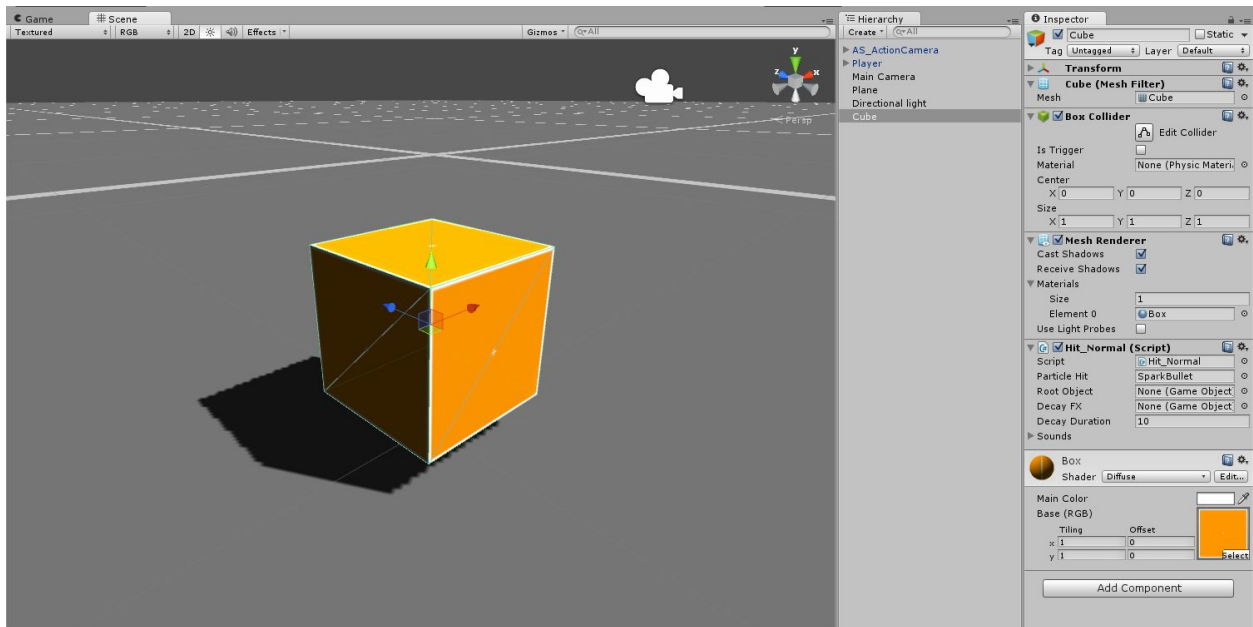 Game
Scene
Textured RGB 2D Effects Gizmos All
y
z x
Persp
Hierarchy
Create All
AS_ActionCamera
Player
Main Camera
Plane
Directional light
Cube
Inspector
Cube Static
Tag Untagged Layer Default
Transform
Cube (Mesh Filter)
Mesh Cube
Box Collider
Edit Collider
Is Trigger
Material None (Physic Materi
Center
X 0 Y 0 Z 0
Size
X 1 Y 1 Z 1
Mesh Renderer
Cast Shadows
Receive Shadows
Materials
Size 1
Element 0 Box
Use Light Probes
Hit_Normal (Script)
Script Hit_Normal
Particle Hit SparkBullet
Root Object None (Game Object
Decay FX None (Game Object
Decay Duration 10
Sounds
Box
Shader Diffuse Edit...
Main Color
Base (RGB)
Tiling Offset
x 1 0
y 1 0
Select
Add Component